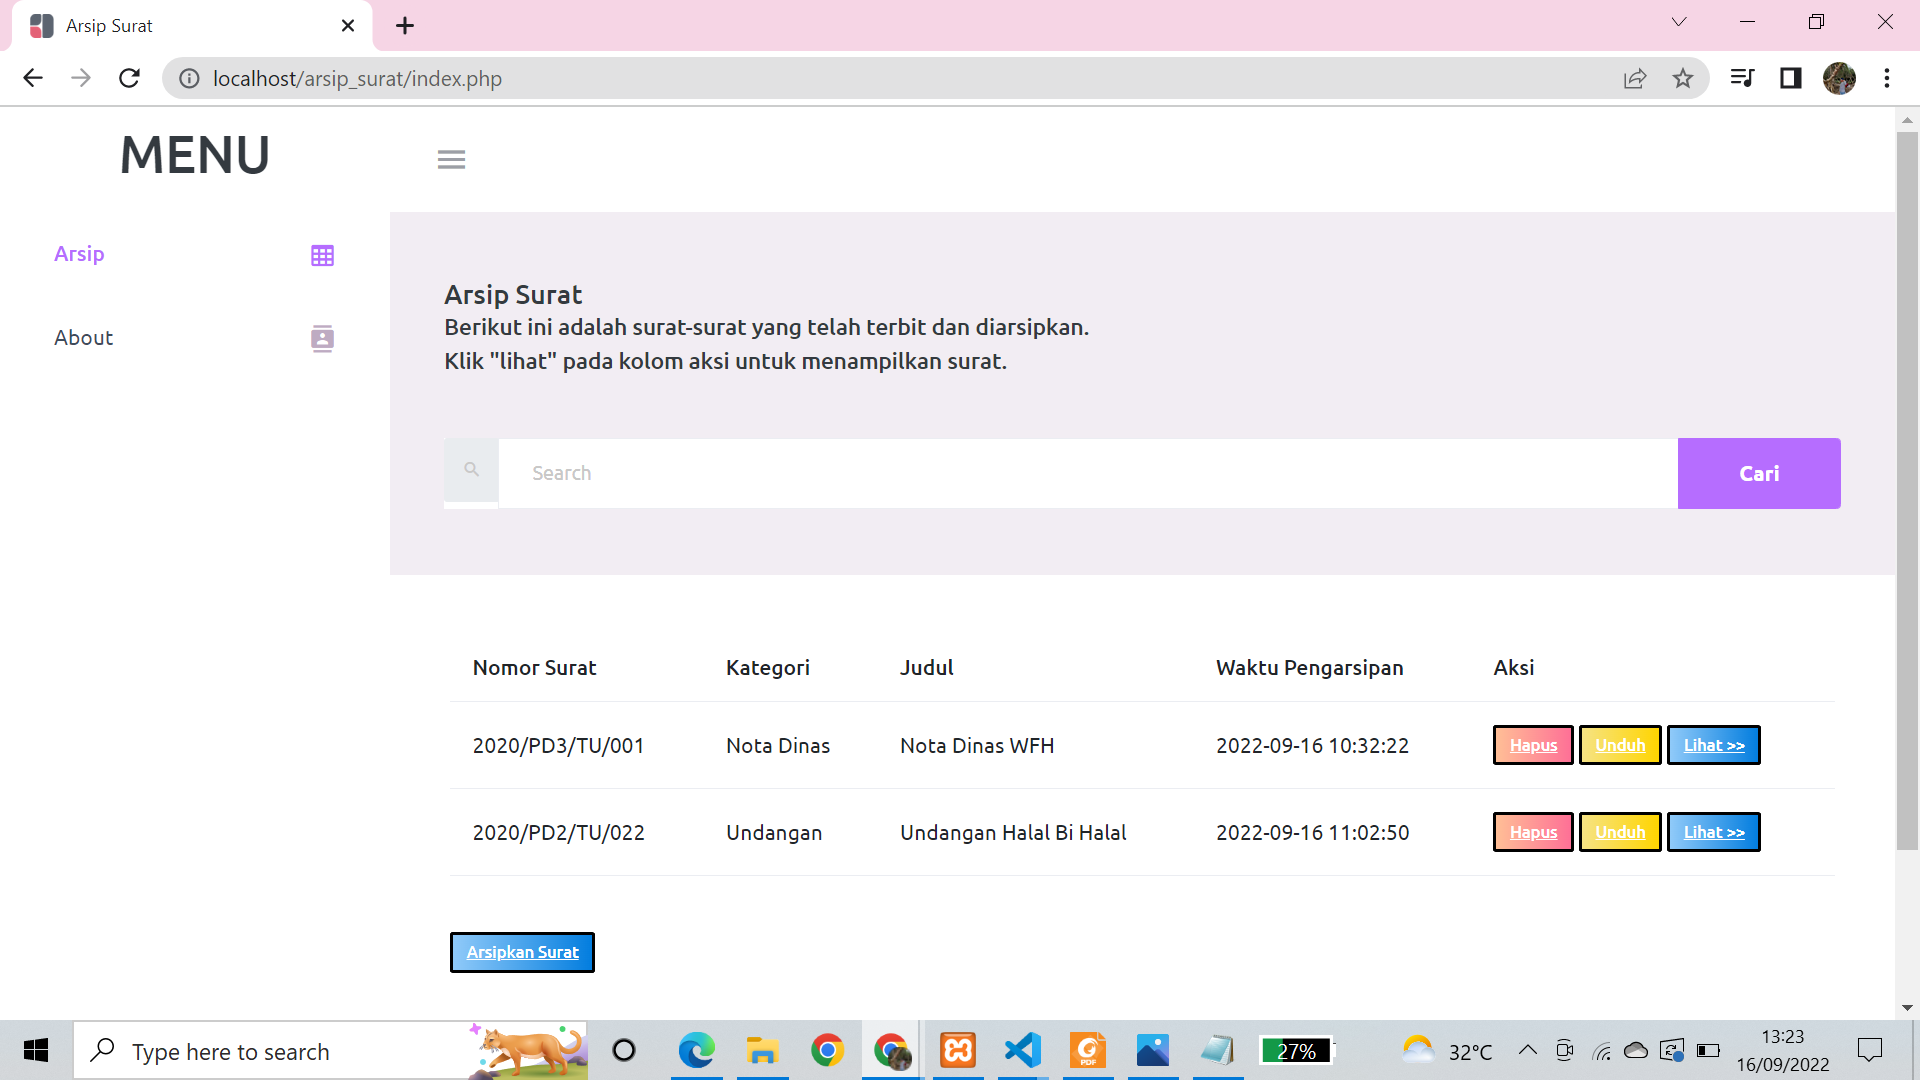 Arsip Surat
localhost/arsip_surat/index.php
MENU
Arsip
About
Arsip Surat
Berikut ini adalah surat-surat yang telah terbit dan diarsipkan.
Klik "lihat" pada kolom aksi untuk menampilkan surat.
Search
Cari
Nomor Surat Kategori Judul Waktu Pengarsipan Aksi
2020/PD3/TU/001 Nota Dinas Nota Dinas WFH 2022-09-16 10:32:22 Hapus Unduh Lihat >>
2020/PD2/TU/022 Undangan Undangan Halal Bi Halal 2022-09-16 11:02:50 Hapus Unduh Lihat >>
Arsipkan Surat
Type here to search
PDF
27%
32°C
13:23
16/09/2022